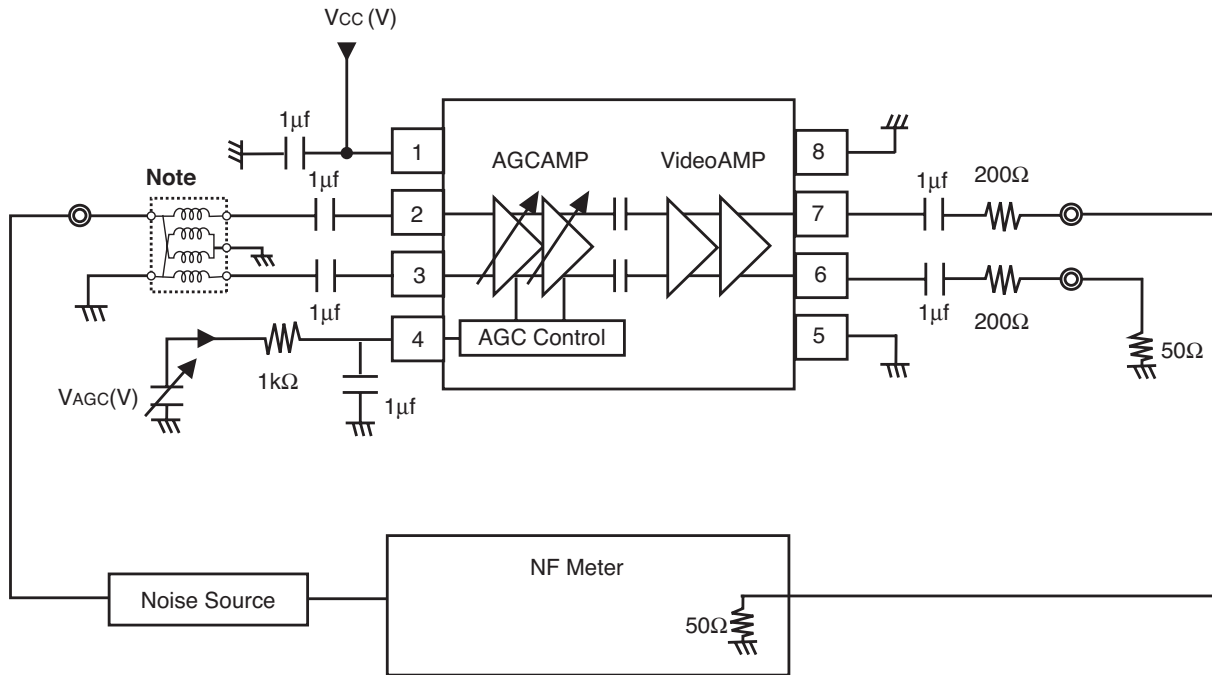 VCC (V)
1μf
1
AGCAMP
VideoAMP
8
Note
1μf
2
7
1μf
200Ω
3
6
1μf
1μf
200Ω
4
AGC Control
5
50Ω
VAGC(V)
1kΩ
1μf
NF Meter
Noise Source
50Ω